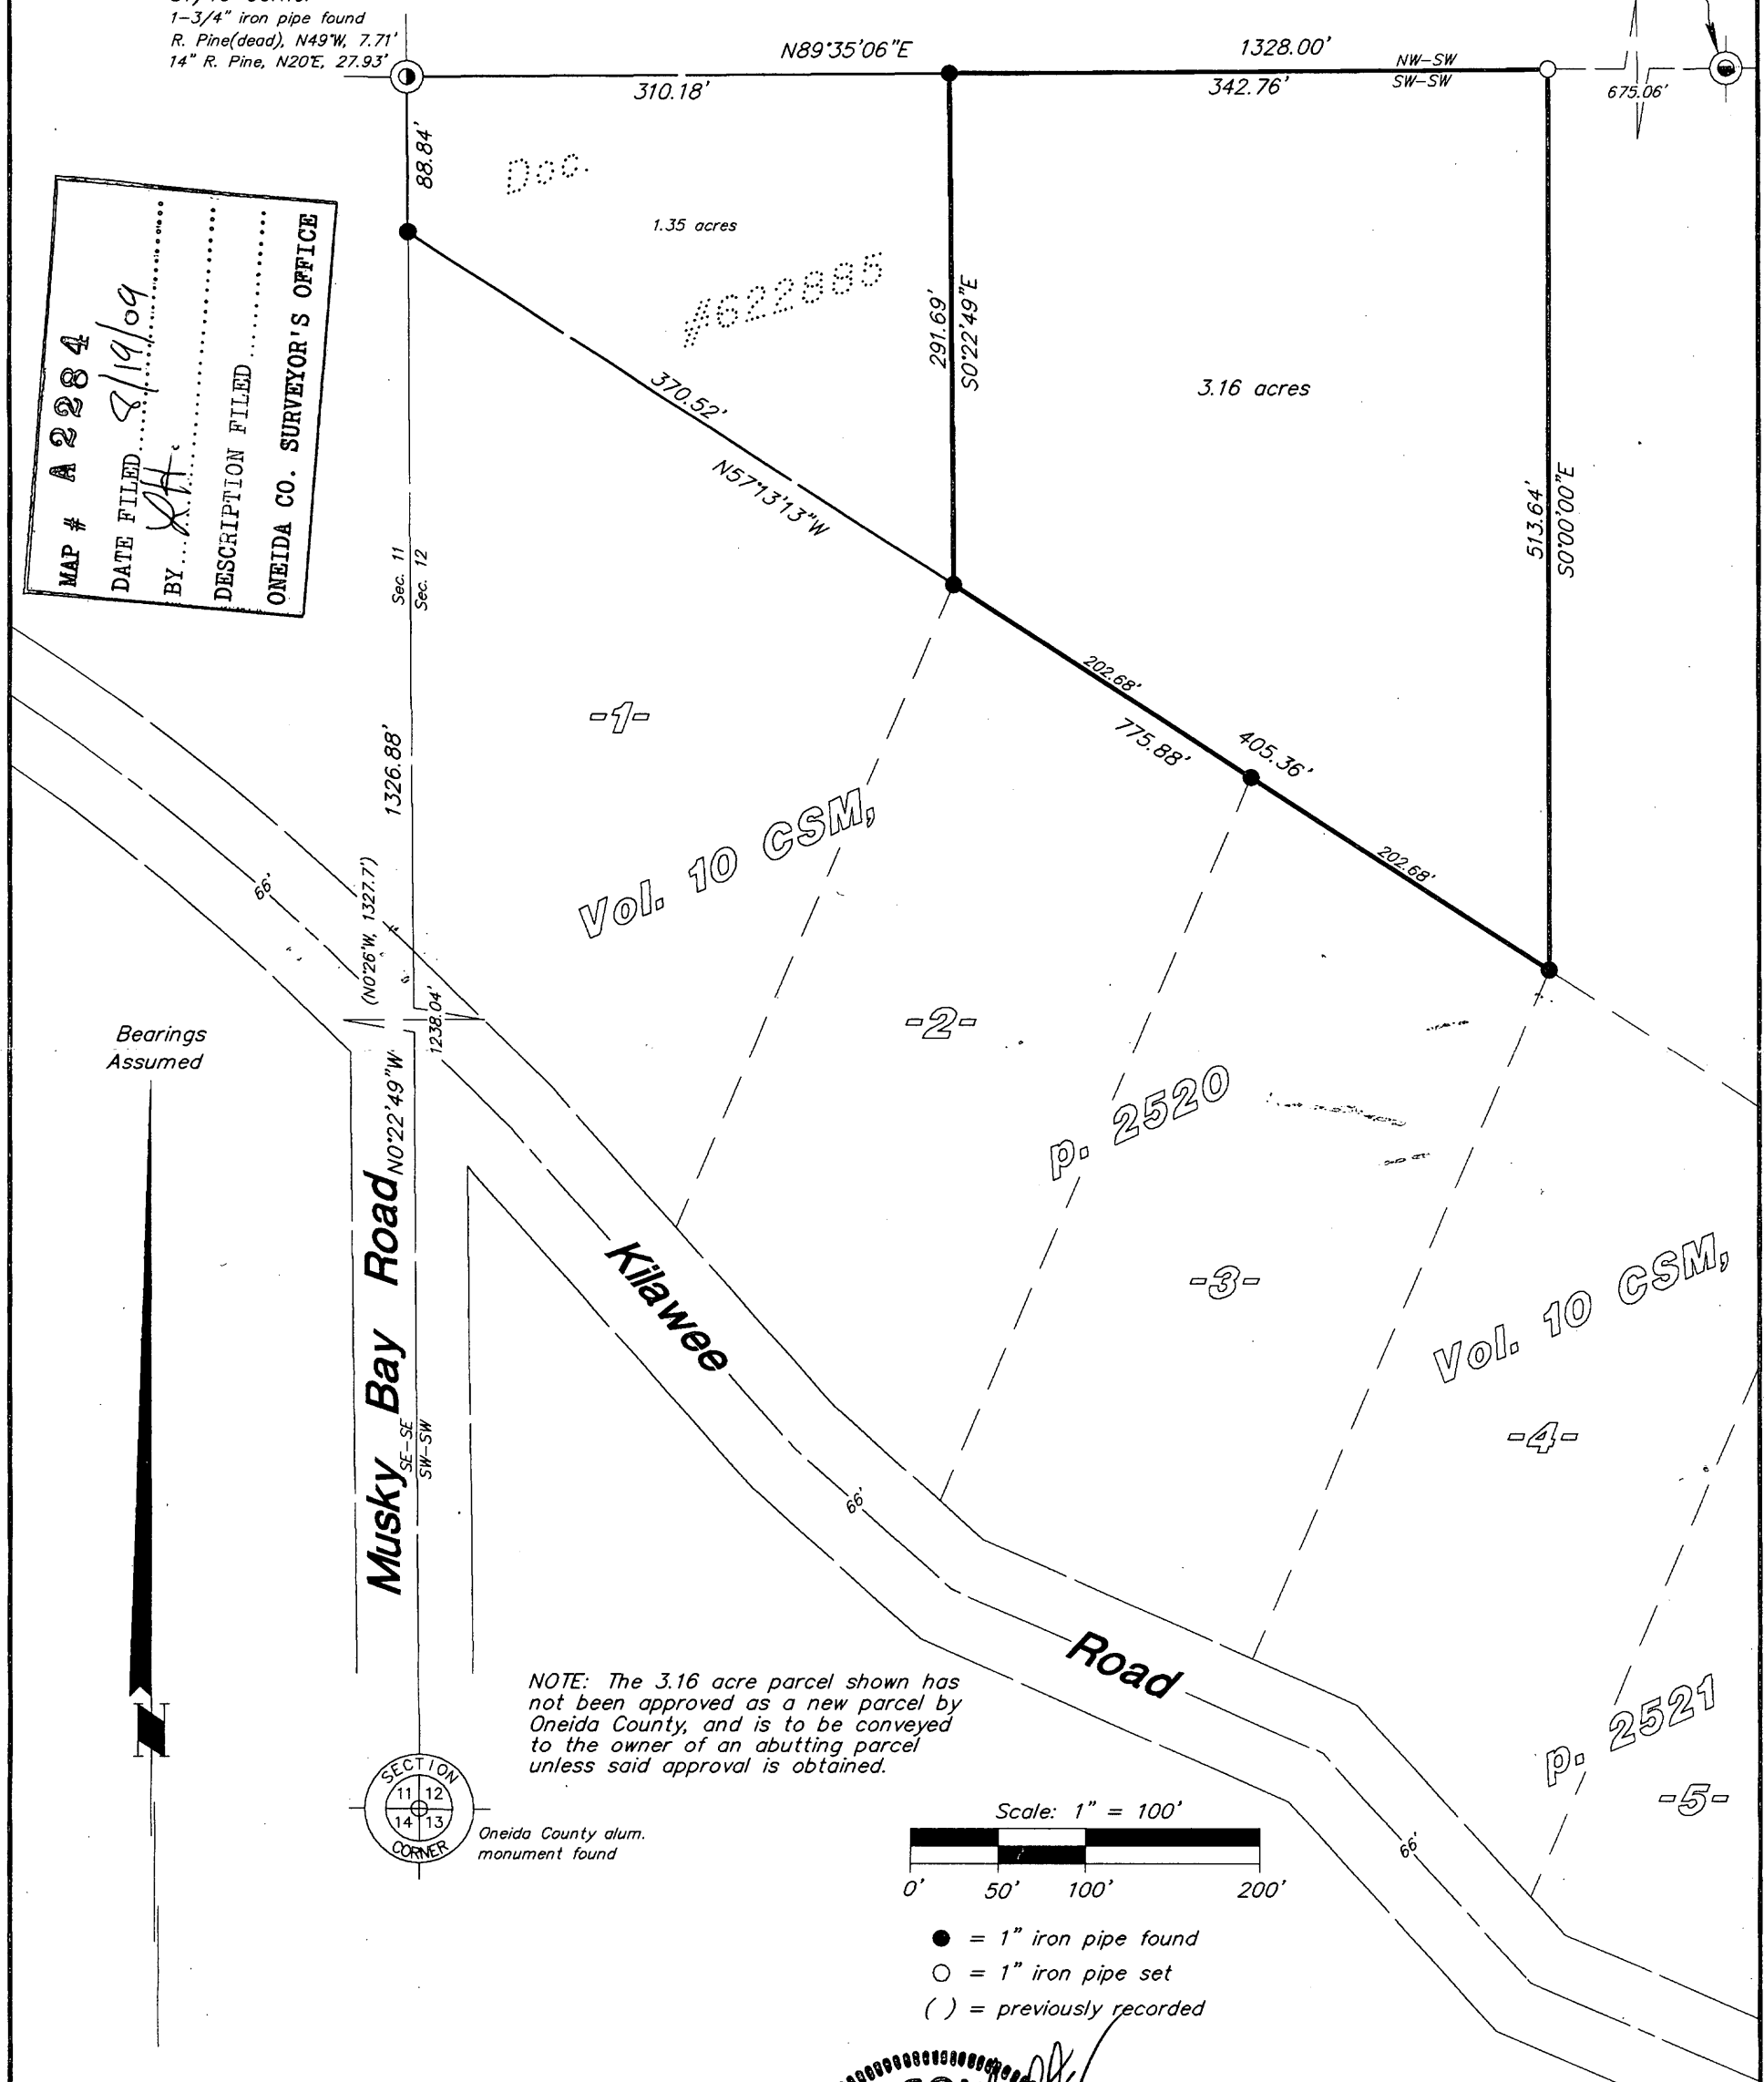 1-3/4" iron pipe found
R. Pine(dead), N49°W, 7.71'
14" R. Pine, N20°E, 27.93'
N89°35'06"E
1328.00'
310.18'
342.76'
NW-SW
SW-SW
675.06'
88.84'
Doc.
#622885
1.35 acres
291.69'
S0°22'49"E
3.16 acres
513.64'
S0°00'00"E
370.52'
N57°13'13"W
MAP # A2284
DATE FILED 8/19/09
BY
DESCRIPTION FILED
ONEIDA CO. SURVEYOR'S OFFICE
Sec. 11
Sec. 12
202.68'
775.88'
405.36'
202.68'
-1-
1326.88'
(N0°26'W, 1327.7')
66'
Vol. 10 CSM,
-2-
p. 2520
1238.04'
N0°22'49"W
Bearings
Assumed
Musky Bay Road
SE-SE
SW-SW
Kilawee
-3-
Vol. 10 CSM,
-4-
66'
Road
p. 2521
-5-
66'
N
NOTE: The 3.16 acre parcel shown has
not been approved as a new parcel by
Oneida County, and is to be conveyed
to the owner of an abutting parcel
unless said approval is obtained.
SECTION
11 12
14 13
CORNER
Oneida County alum.
monument found
Scale: 1" = 100'
0' 50' 100' 200'
= 1" iron pipe found
= 1" iron pipe set
( ) = previously recorded